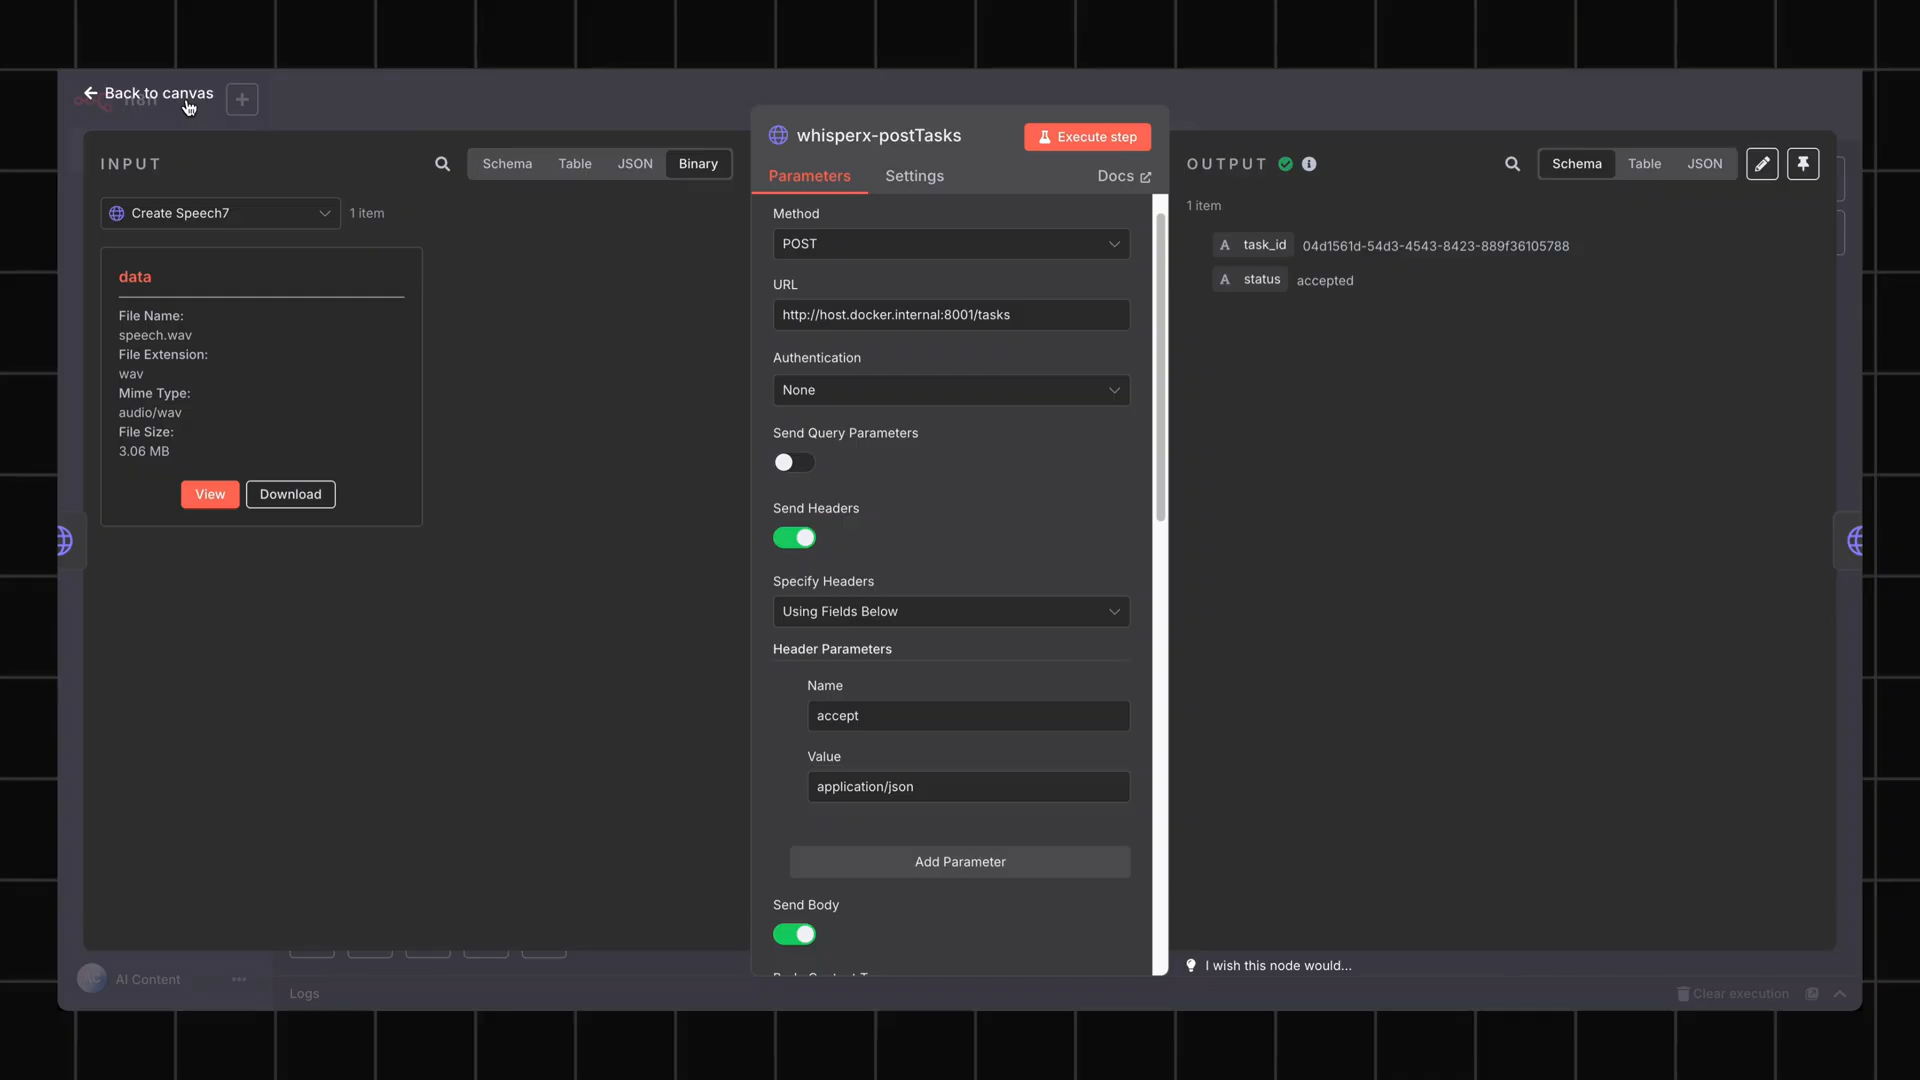 Back to canvas
n8n
INPUT
Schema
Table
JSON
Binary
Create Speech7
1 item
data
File Name:
speech.wav
File Extension:
wav
Mime Type:
audio/wav
File Size:
3.06 MB
View
Download
whisperx-postTasks
Execute step
Parameters
Settings
Docs
Method
POST
URL
http://host.docker.internal:8001/tasks
Authentication
None
Send Query Parameters
Send Headers
Specify Headers
Using Fields Below
Header Parameters
Name
accept
Value
application/json
Add Parameter
Send Body
OUTPUT
Schema
Table
JSON
1 item
A task_id 04d1561d-54d3-4543-8423-889f36105788
A status accepted
I wish this node would...
AC
AI Content
Logs
Clear execution